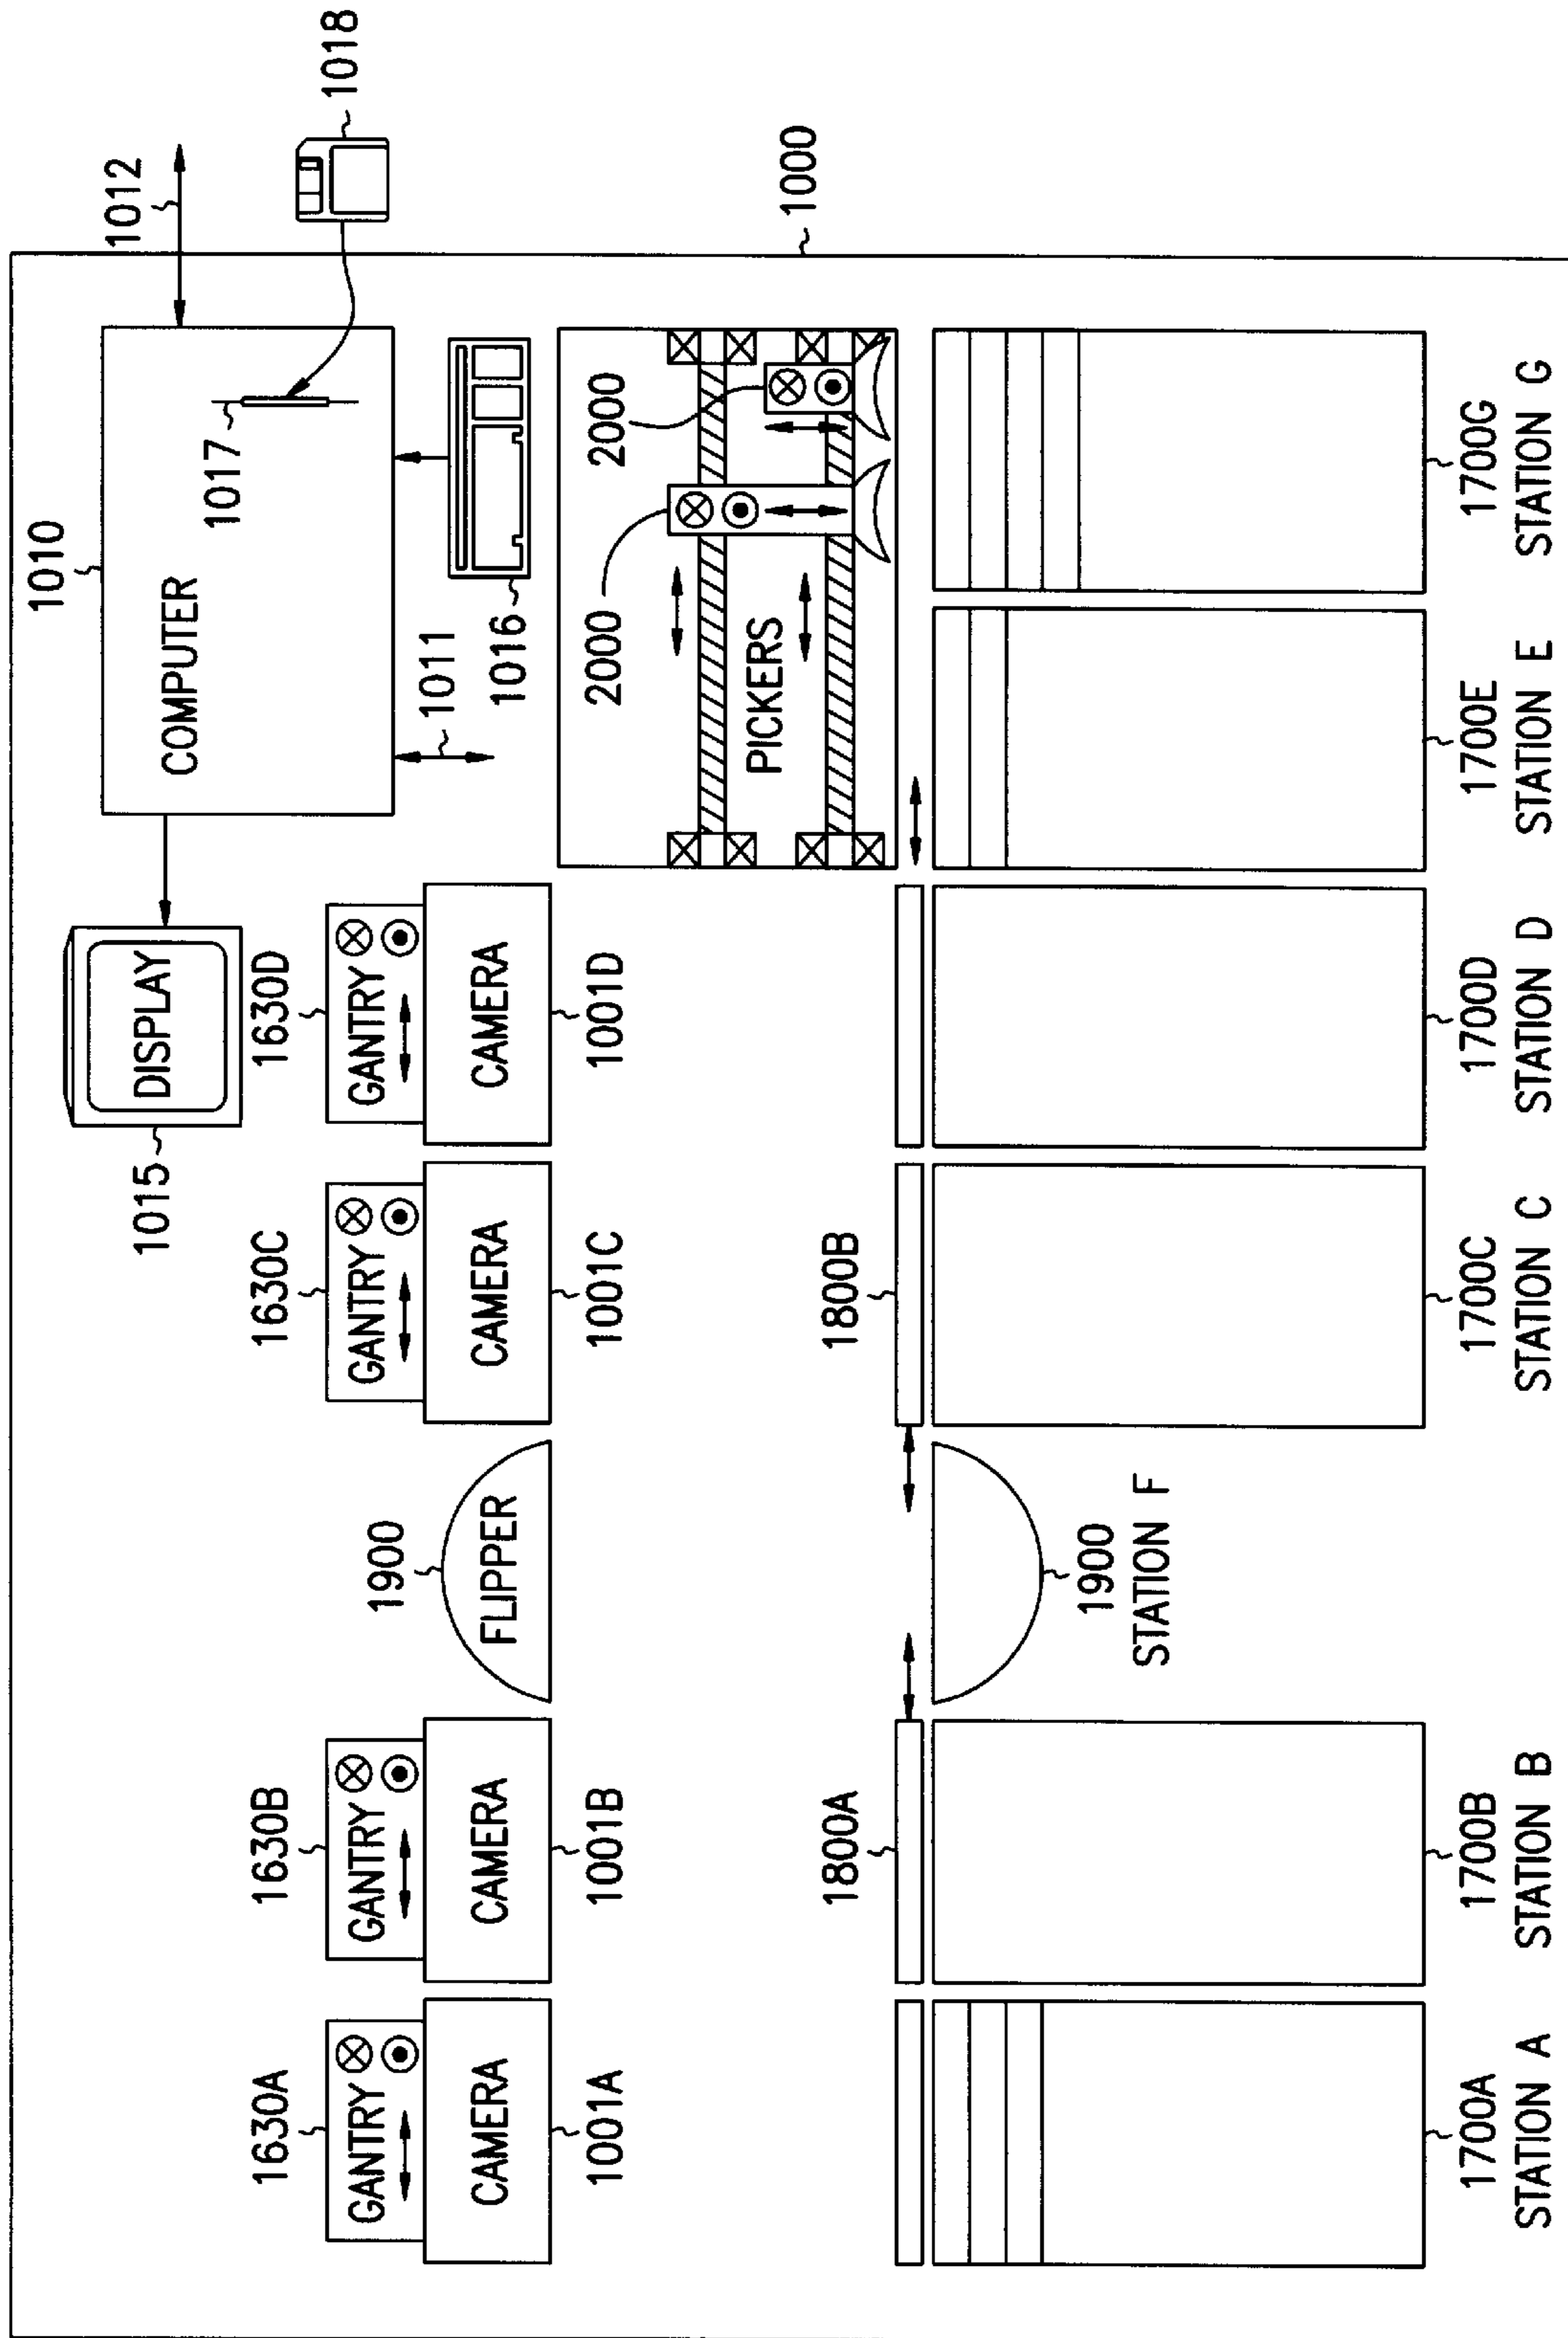 1010
1012
1018
COMPUTER
1017
DISPLAY
1015
1011
1016
1000
1630A
1630B
1900
1630C
1630D
GANTRY
GANTRY
FLIPPER
GANTRY
GANTRY
CAMERA
CAMERA
CAMERA
CAMERA
1001A
1001B
1001C
1001D
2000
2000
PICKERS
1800A
1800B
1900
STATION F
1700A
1700B
1700C
1700D
1700E
1700G
STATION A
STATION B
STATION C
STATION D
STATION E
STATION G